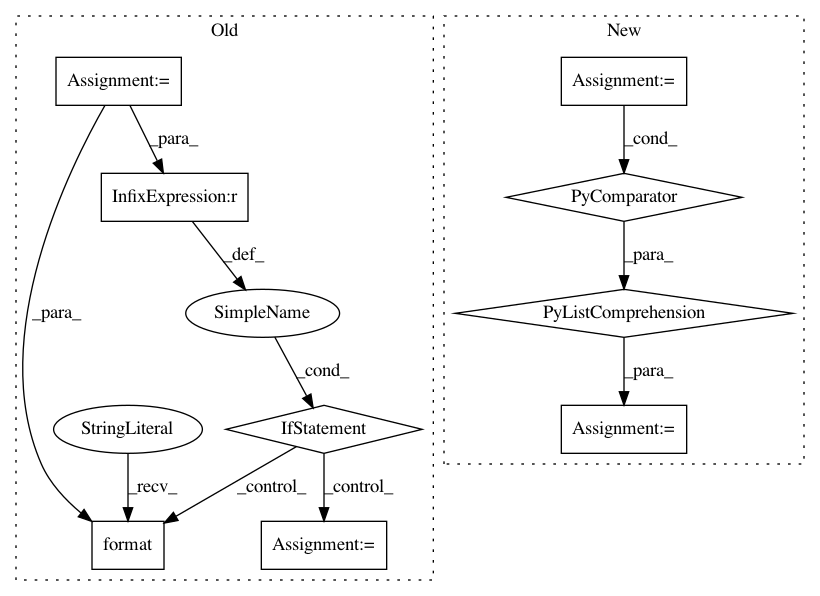 Old
New
Assignment:=
Assignment:=
_para_
_cond_
InfixExpression:r
PyComparator
_def_
_para_
_para_
SimpleName
PyListComprehension
_cond_
_para_
StringLiteral
IfStatement
Assignment:=
_recv_
_control_
_control_
format
Assignment:=